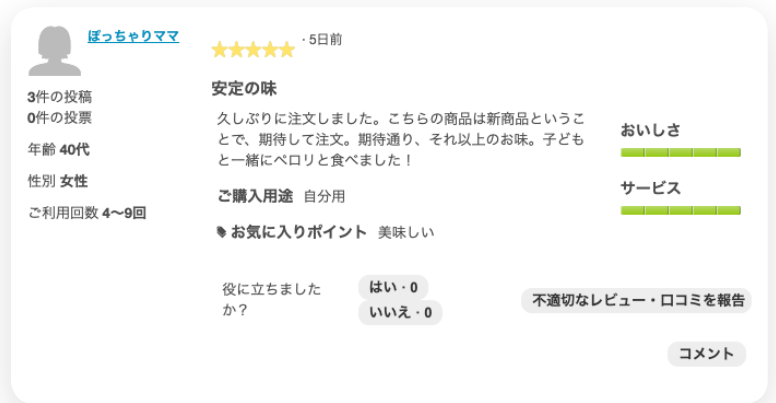 ぽっちゃりママ
3件の投稿
0件の投票
年齢 40代
性別 女性
ご利用回数 4〜9回
· 5日前
安定の味
久しぶりに注文しました。こちらの商品は新商品というこ
とで、期待して注文。期待通り、それ以上のお味。子ども
と一緒にペロリと食べました！
ご購入用途 自分用
お気に入りポイント 美味しい
おいしさ
サービス
役に立ちました
か？
はい · 0
いいえ · 0
不適切なレビュー・口コミを報告
コメント